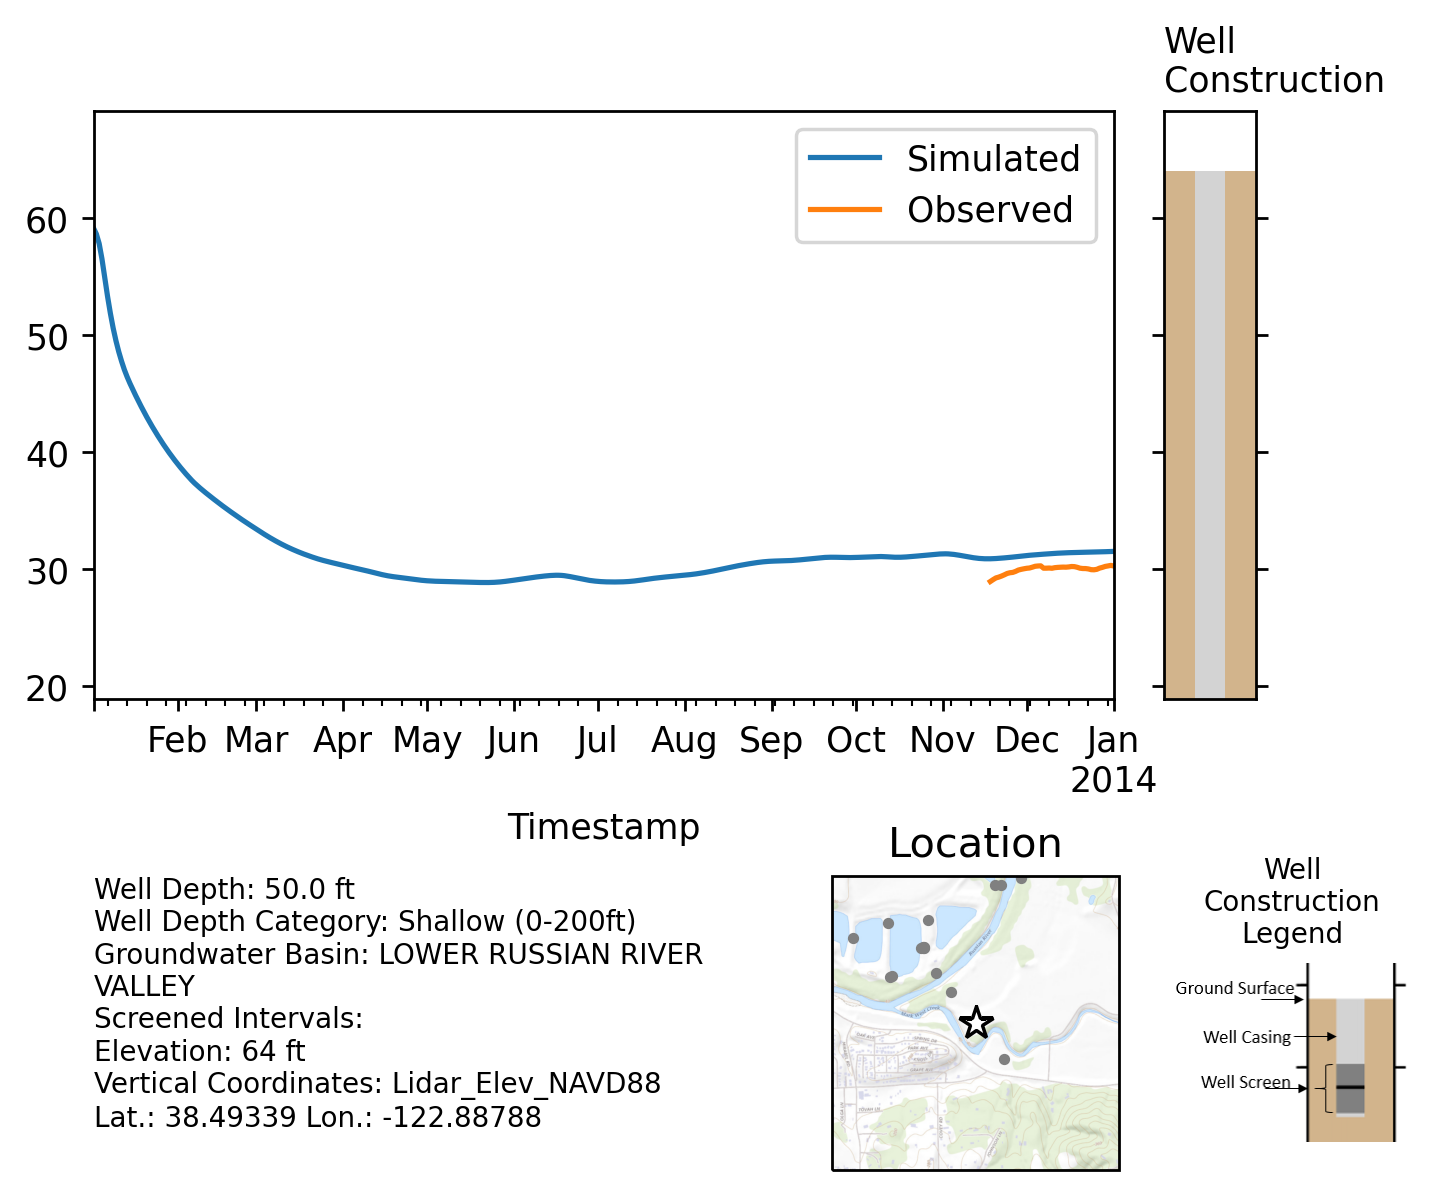 Well
Construction
Simulated
Observed
60
50
40
30
20
Feb Mar Apr May Jun Jul Aug Sep Oct Nov Dec Jan
2014
Timestamp
Location
Well Depth: 50.0 ft
Well Depth Category: Shallow (0-200ft)
Groundwater Basin: LOWER RUSSIAN RIVER
VALLEY
Screened Intervals:
Elevation: 64 ft
Vertical Coordinates: Lidar_Elev_NAVD88
Lat.: 38.49339 Lon.: -122.88788
Well
Construction
Legend
Ground Surface
Well Casing
Well Screen